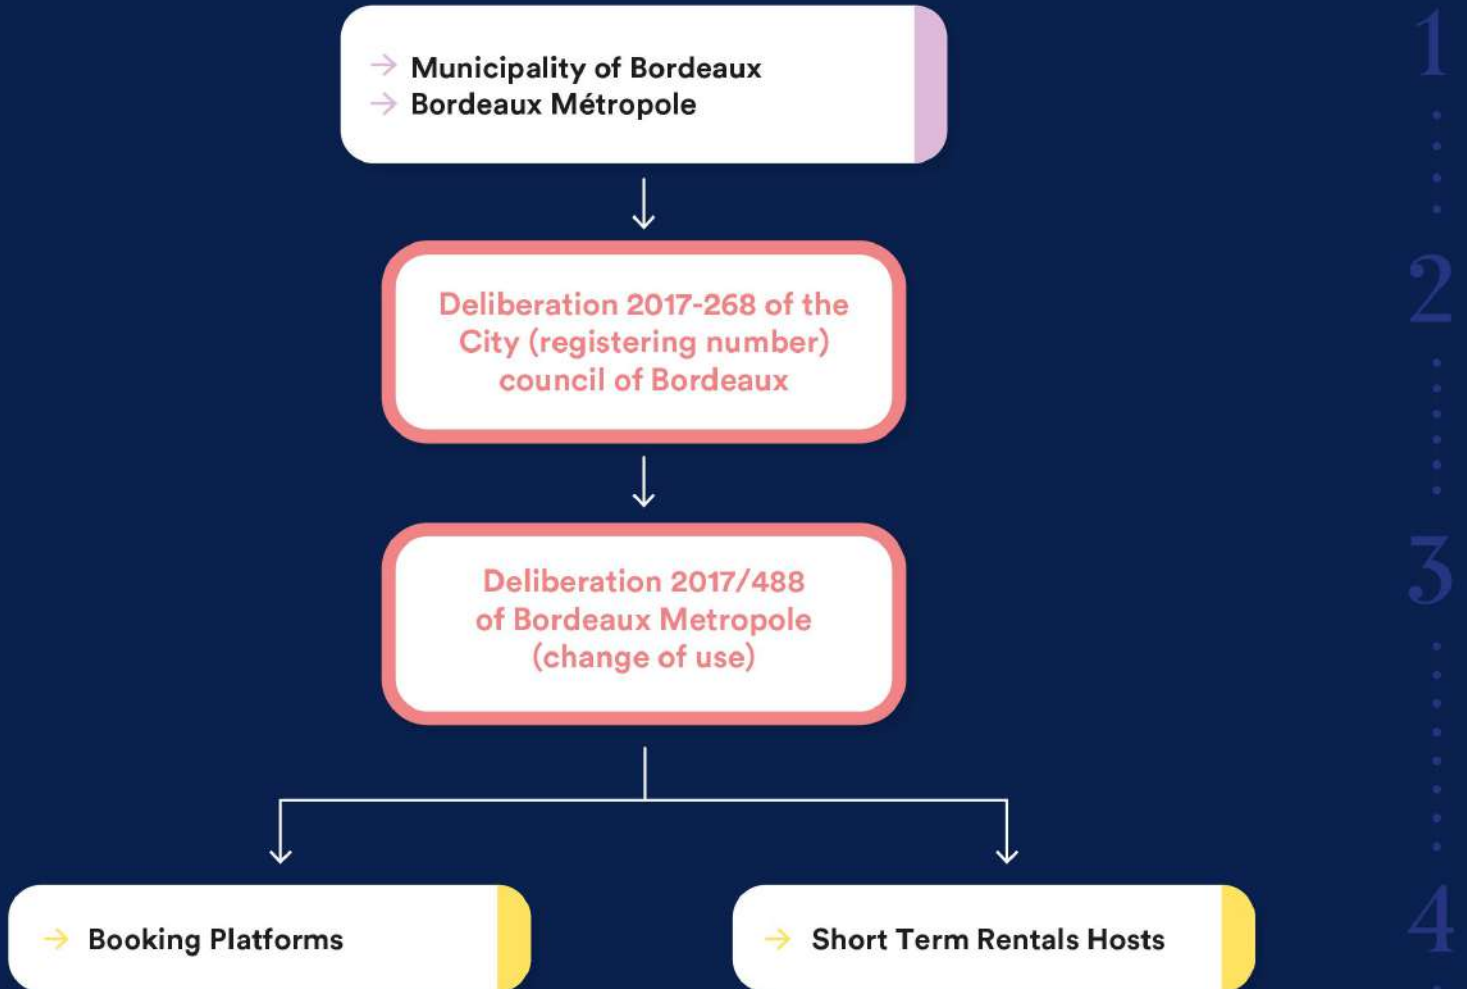 → Municipality of Bordeaux
→ Bordeaux Métropole
1
Deliberation 2017-268 of the
City (registering number)
council of Bordeaux
2
Deliberation 2017/488
of Bordeaux Metropole
(change of use)
3
→ Booking Platforms
→ Short Term Rentals Hosts
4